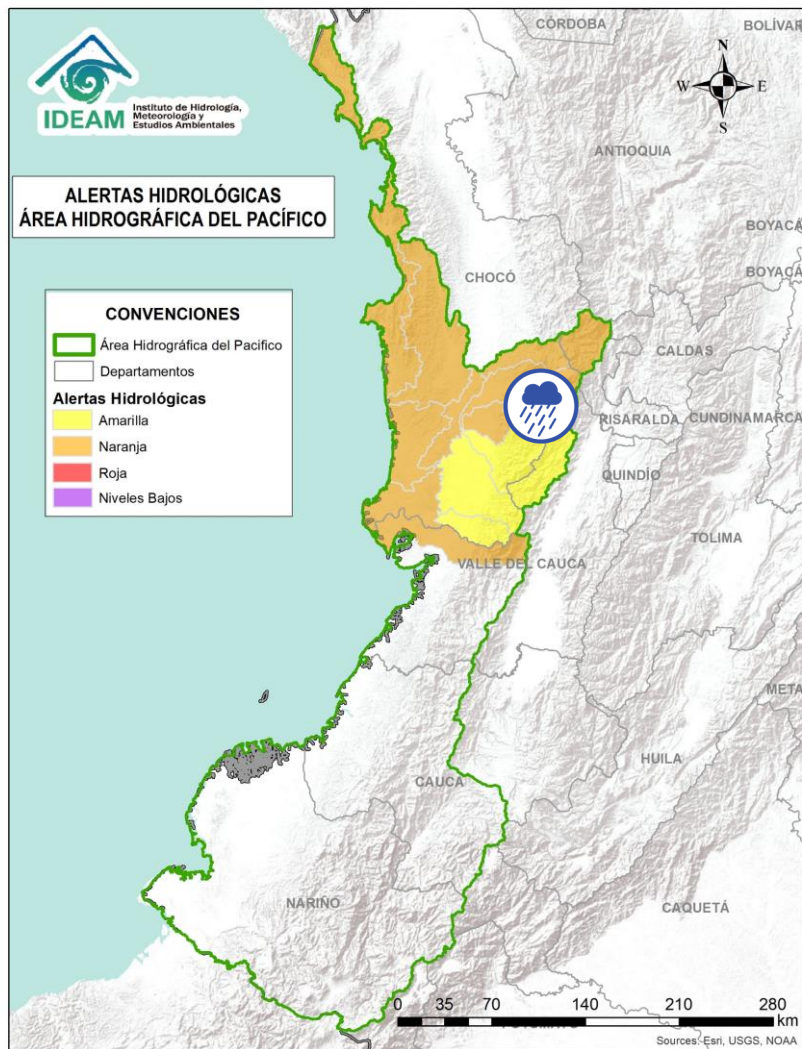 CÓRDOBA
BOLÍVAR
N
W
E
S
IDEAM
Instituto de Hidrología,
Meteorología y
Estudios Ambientales
ANTIOQUIA
ALERTAS HIDROLÓGICAS
ÁREA HIDROGRÁFICA DEL PACÍFICO
BOYACÁ
BOYACÁ
CHOCÓ
CONVENCIONES
Área Hidrográfica del Pacifico
Departamentos
Alertas Hidrológicas
Amarilla
Naranja
Roja
Niveles Bajos
CALDAS
RISARALDA
CUNDINAMARCA
QUINDÍO
TOLIMA
VALLE DEL CAUCA
META
HUILA
CAUCA
NARIÑO
CAQUETÁ
0 35 70 140 210 280
km
Sources: Esri, USGS, NOAA